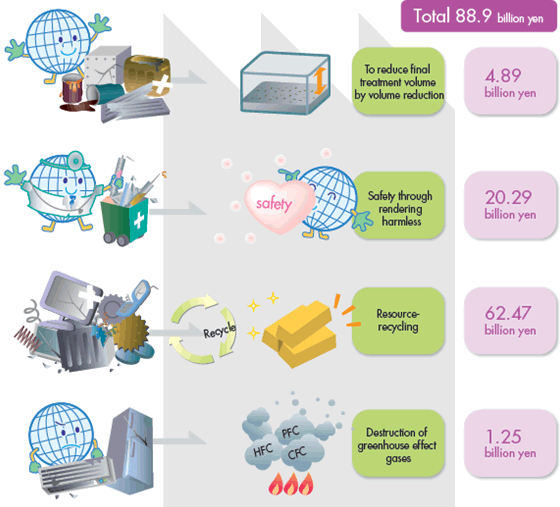 Total 88.9 billion yen
To reduce final
treatment volume
by volume reduction
4.89
billion yen
safety
Safety through
rendering
harmless
20.29
billion yen
Recycle
Resource-
recycling
62.47
billion yen
PFC
HFC
CFC
Destruction of
greenhouse effect
gases
1.25
billion yen